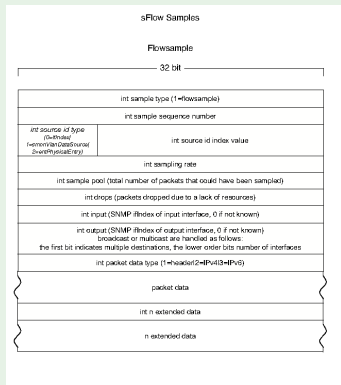 sFlow Samples
Flowsample
32 bit
int sample type (1=flowsample)
int sample sequence number
int source id type
(0=ifIndex)
1=smonVlanDataSource|
2=entPhysicalEntry)
int source id index value
int sampling rate
int sample pool (total number of packets that could have been sampled)
int drops (packets dropped due to a lack of resources)
int input (SNMP ifIndex of input interface, 0 if not known)
int output (SNMP ifIndex of output interface, 0 if not known)
broadcast or multicast are handled as follows:
the first bit indicates multiple destinations, the lower order bits number of interfaces
int packet data type (1=header|2=IPv4|3=IPv6)
packet data
int n extended data
n extended data